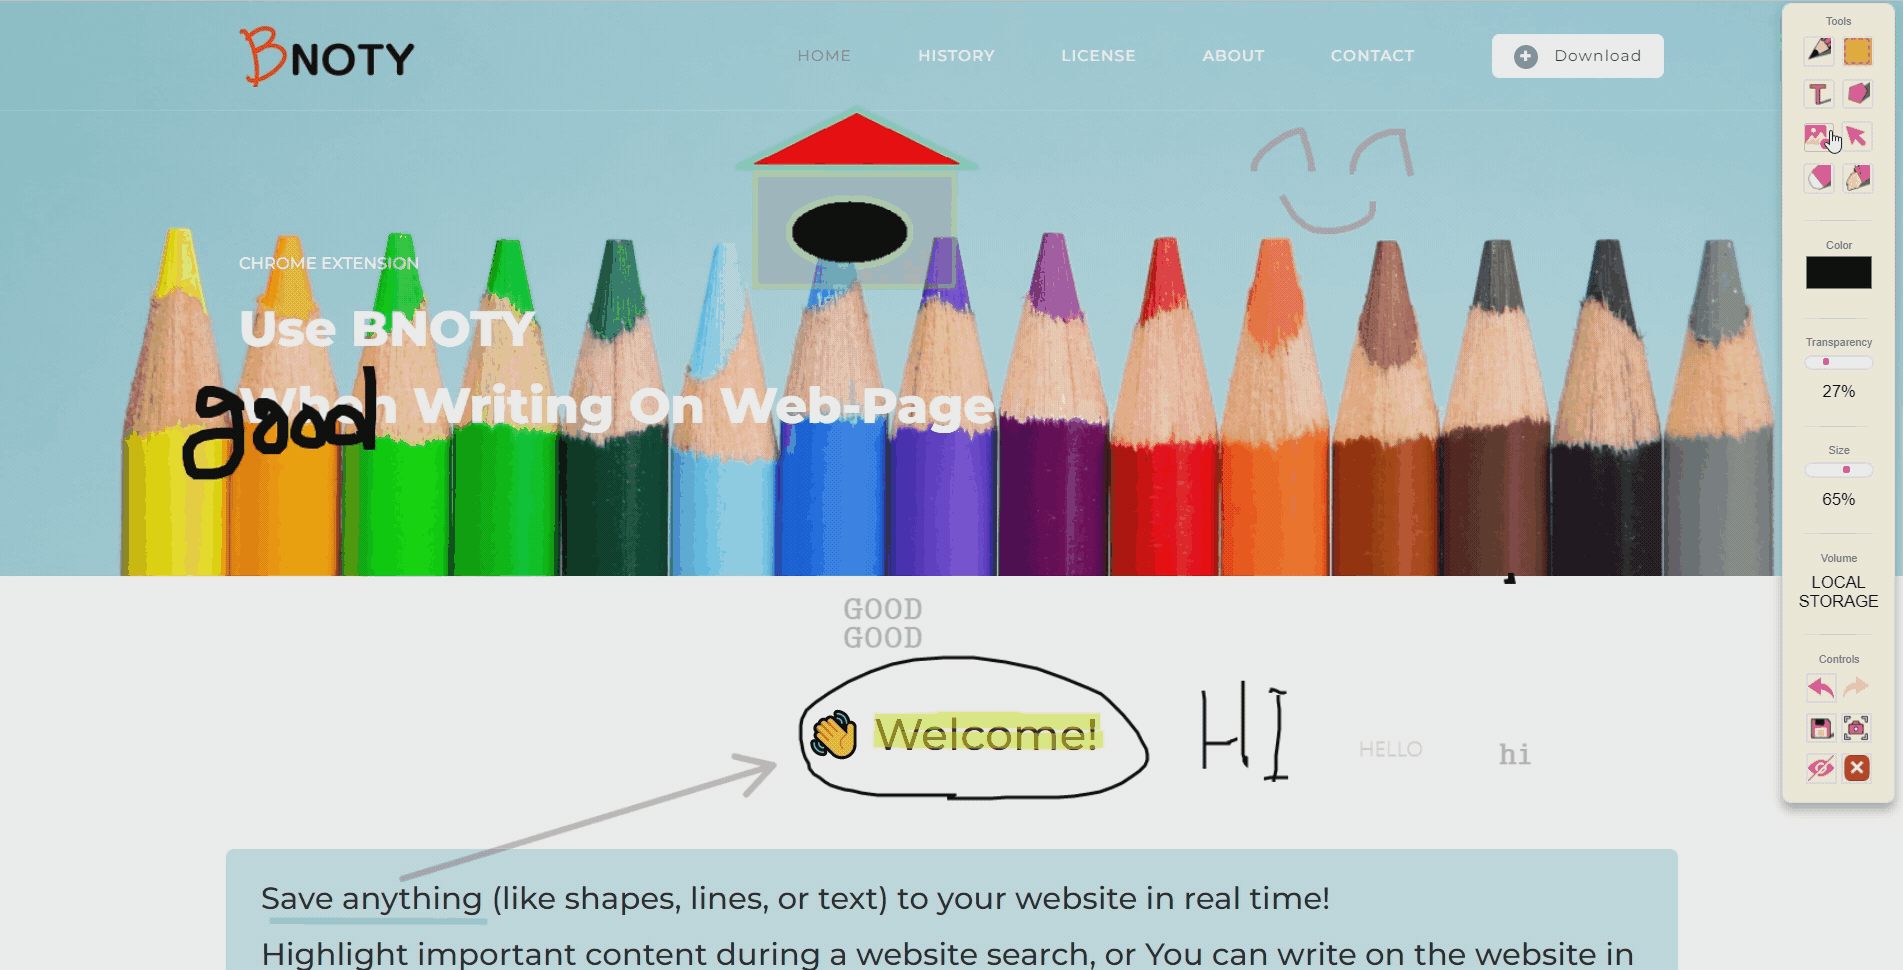 BNOTY
HOME HISTORY LICENSE ABOUT CONTACT Download
CHROME EXTENSION
Use BNOTY
When Writing On Web-Page
good
GOOD
GOOD
Welcome!
HI
HELLO
hi
Save anything (like shapes, lines, or text) to your website in real time!
Highlight important content during a website search, or You can write on the website in
Tools
T
Color
Transparency
27%
Size
65%
Volume
LOCAL
STORAGE
Controls